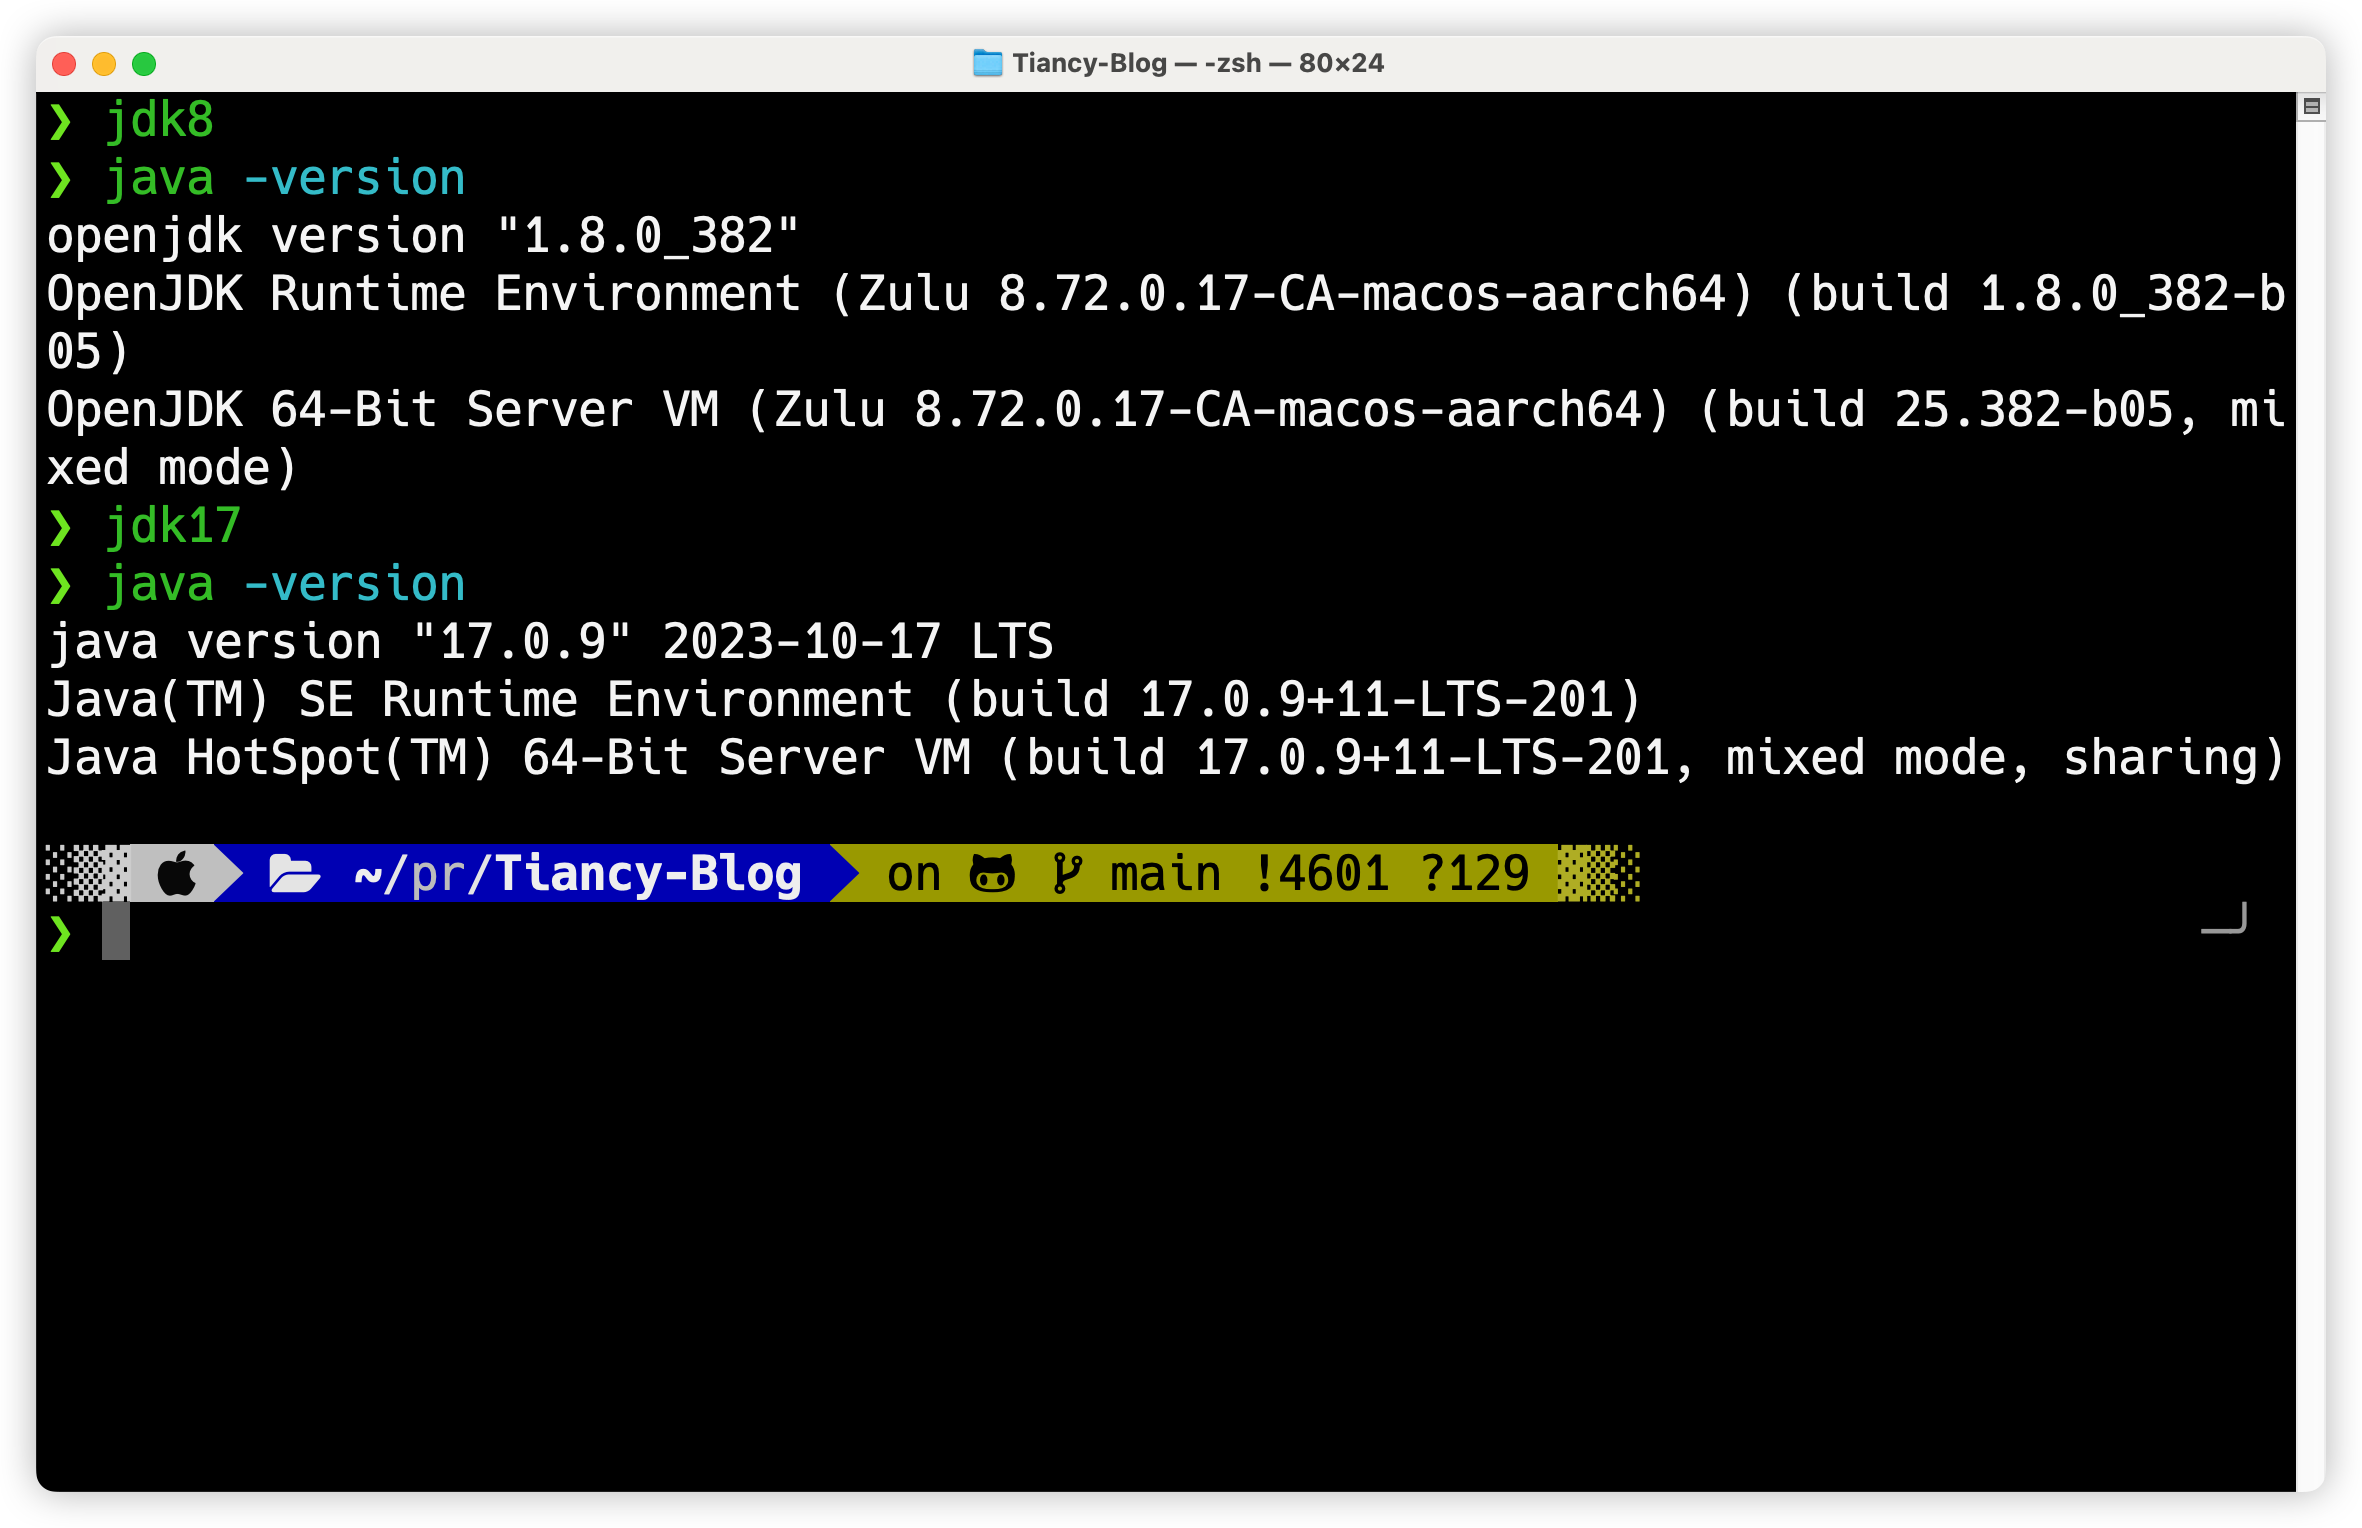 Tiancy-Blog — -zsh — 80×24
❯ jdk8
❯ java -version
openjdk version "1.8.0_382"
OpenJDK Runtime Environment (Zulu 8.72.0.17-CA-macos-aarch64) (build 1.8.0_382-b
05)
OpenJDK 64-Bit Server VM (Zulu 8.72.0.17-CA-macos-aarch64) (build 25.382-b05, mi
xed mode)
❯ jdk17
❯ java -version
java version "17.0.9" 2023-10-17 LTS
Java(TM) SE Runtime Environment (build 17.0.9+11-LTS-201)
Java HotSpot(TM) 64-Bit Server VM (build 17.0.9+11-LTS-201, mixed mode, sharing)
~/pr/Tiancy-Blog on main !4601 ?129
❯